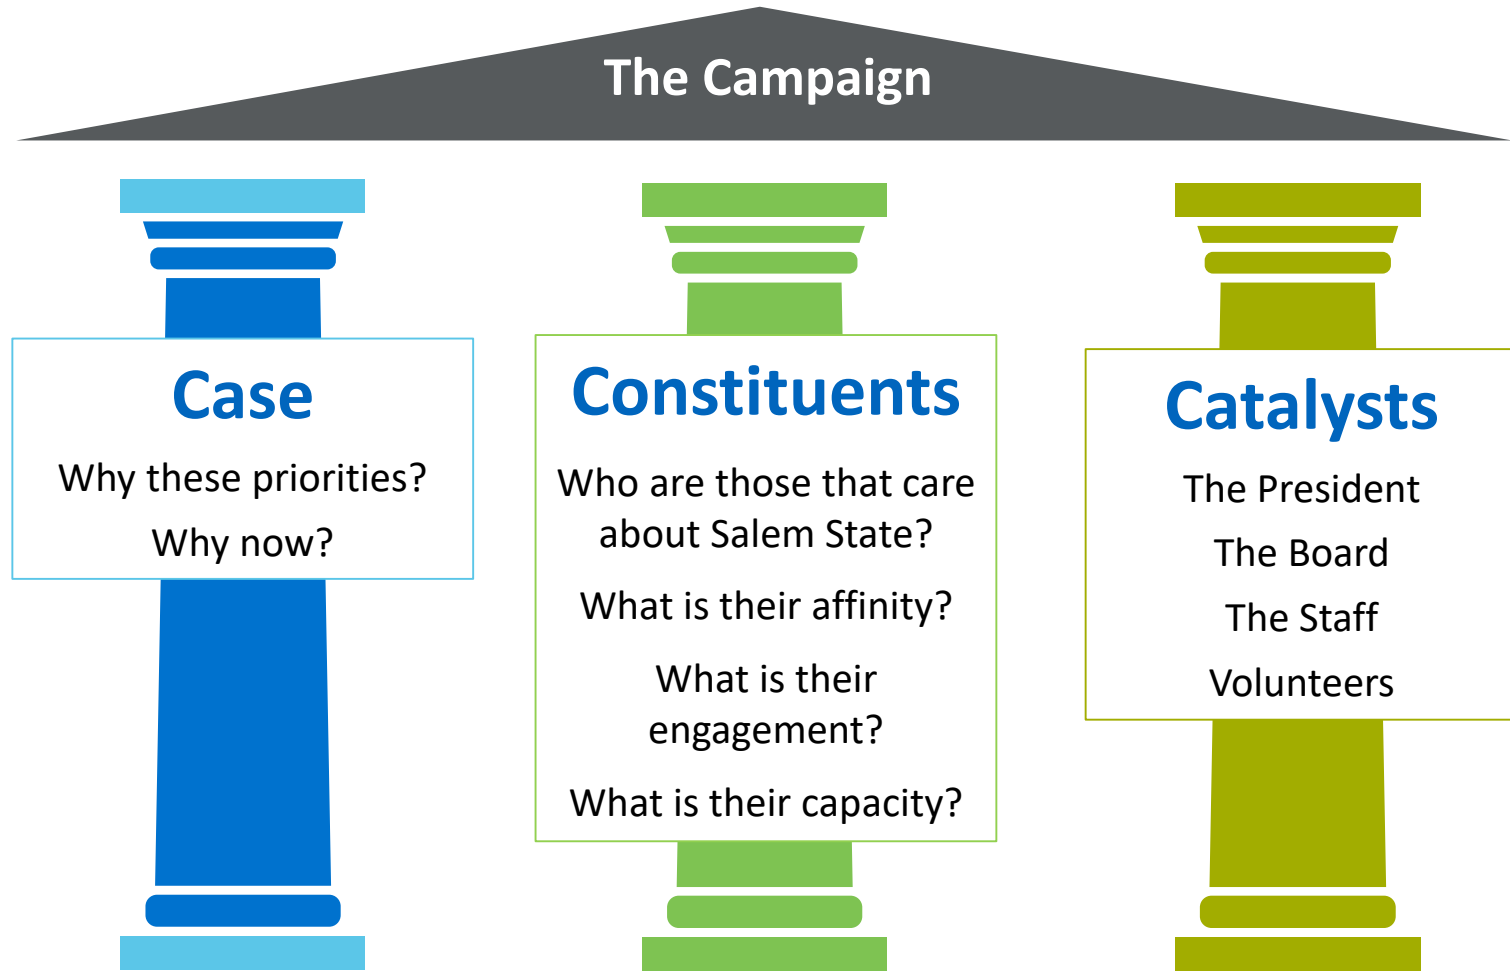 The Campaign
Case
Why these priorities?
Why now?
Constituents
Who are those that care
about Salem State?
What is their affinity?
What is their
engagement?
What is their capacity?
Catalysts
The President
The Board
The Staff
Volunteers